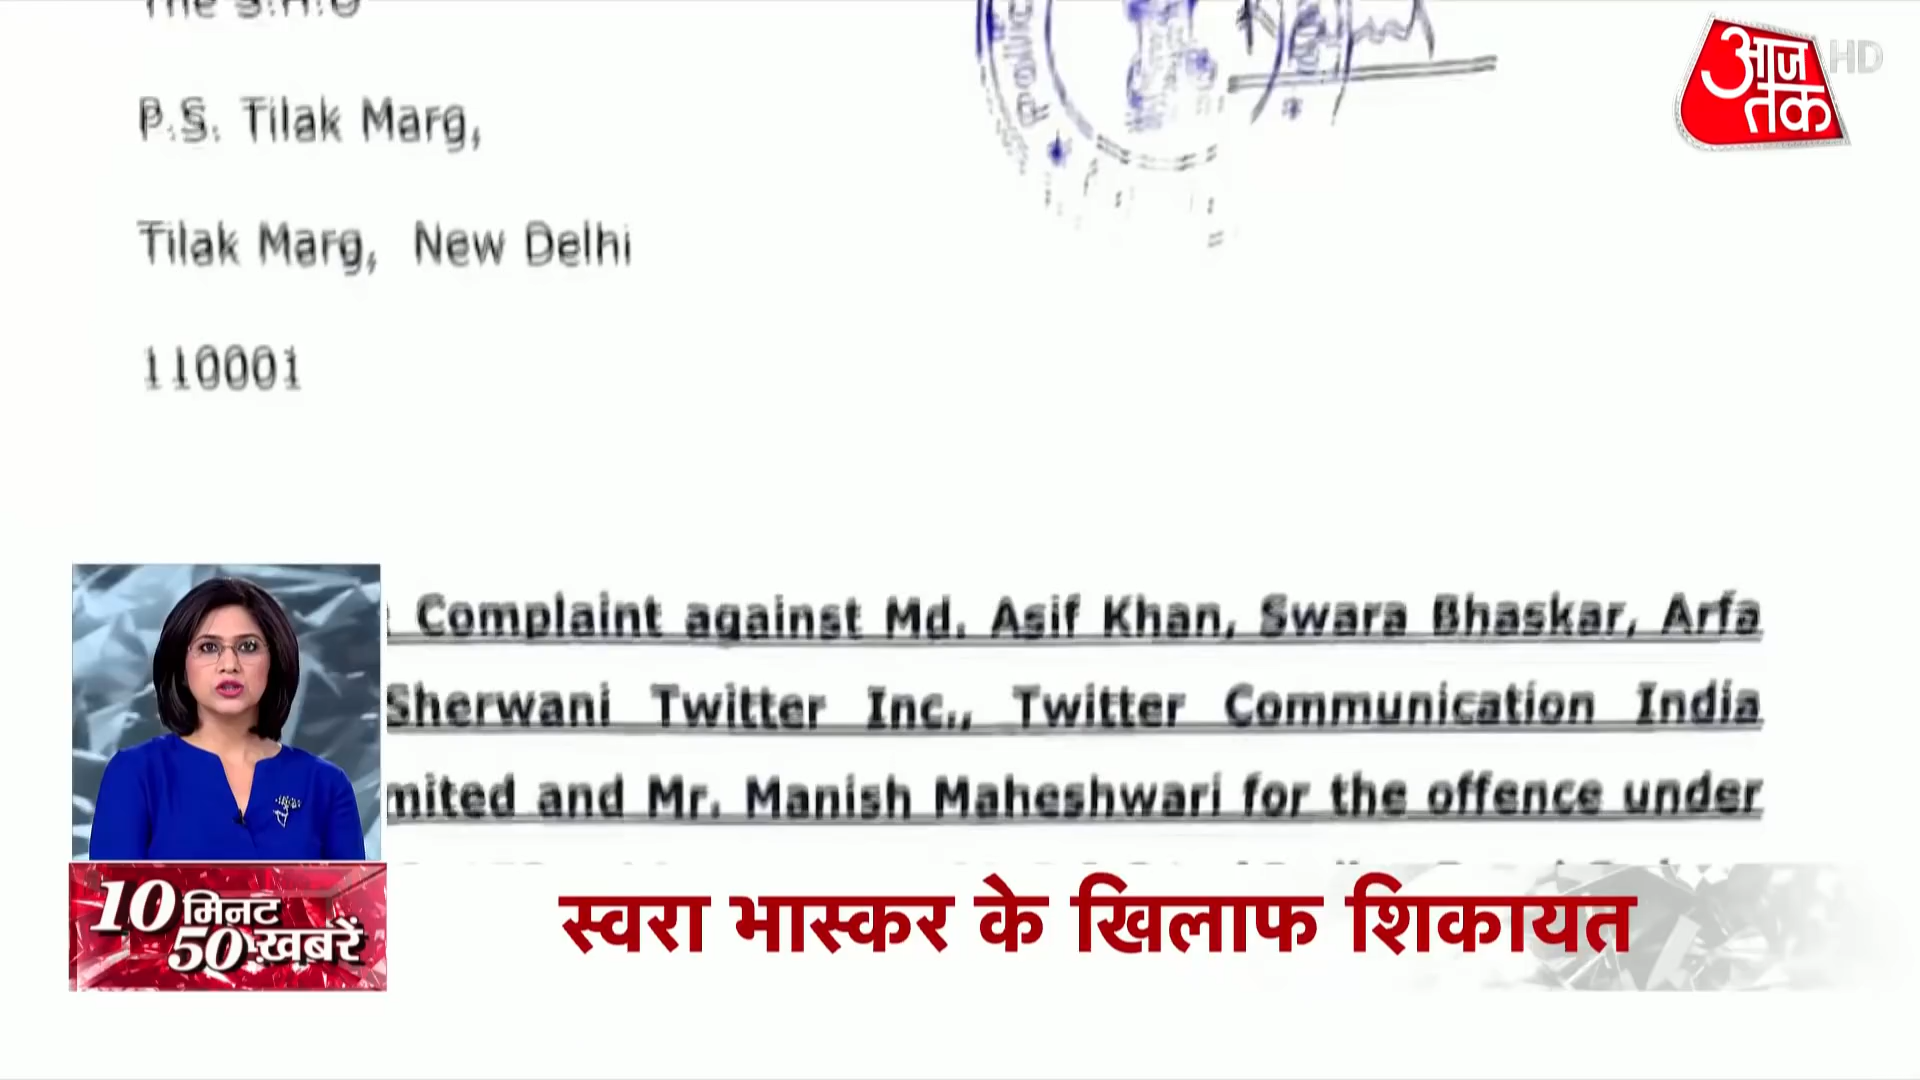 The S.H.O
P.S. Tilak Marg,
Tilak Marg, New Delhi
110001
आज तक HD
: Complaint against Md. Asif Khan, Swara Bhaskar, Arfa
Sherwani Twitter Inc., Twitter Communication India
mited and Mr. Manish Maheshwari for the offence under
10 मिनट
50 ख़बरें
स्वरा भास्कर के खिलाफ शिकायत